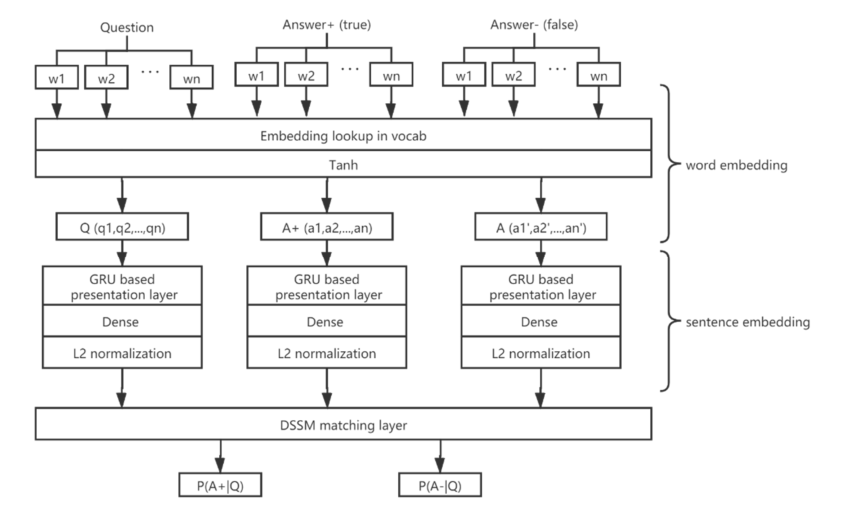 Question
Answer+ (true)
Answer- (false)
w1 w2 ... wn
w1 w2 ... wn
w1 w2 ... wn
Embedding lookup in vocab
Tanh
word embedding
Q (q1,q2,...,qn)
A+ (a1,a2,...,an)
A (a1',a2',...,an')
GRU based
presentation layer
Dense
L2 normalization
GRU based
presentation layer
Dense
L2 normalization
GRU based
presentation layer
Dense
L2 normalization
sentence embedding
DSSM matching layer
P(A+|Q)
P(A-|Q)